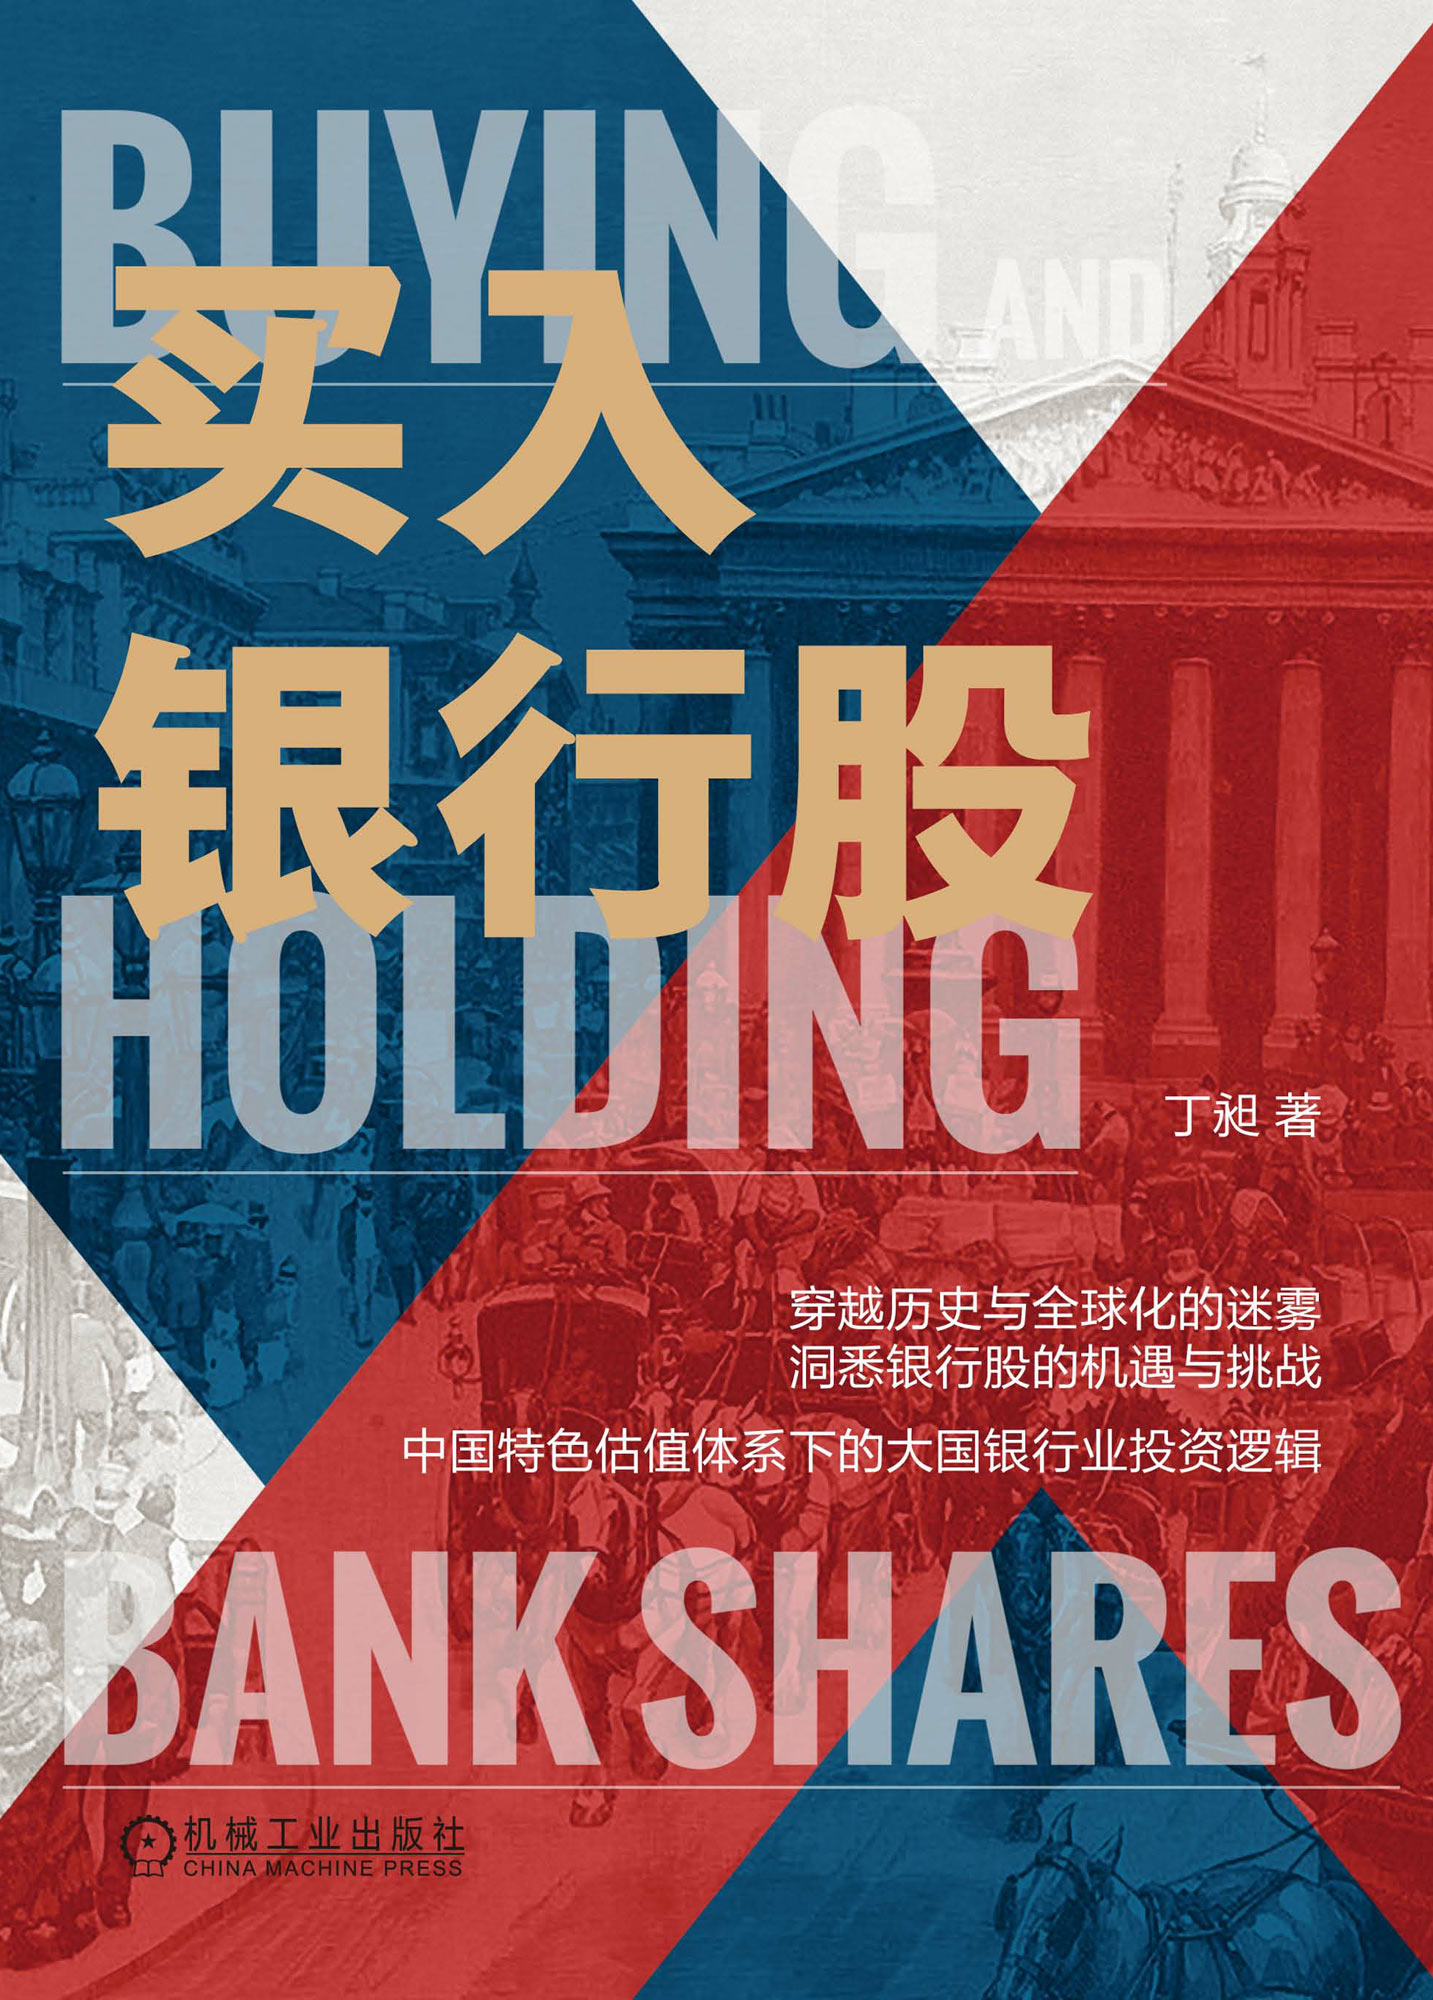 BUYING AND
买入
银行股
HOLDING
丁昶 著
穿越历史与全球化的迷雾
洞悉银行股的机遇与挑战
中国特色估值体系下的大国银行业投资逻辑
BANK SHARES
机械工业出版社
CHINA MACHINE PRESS